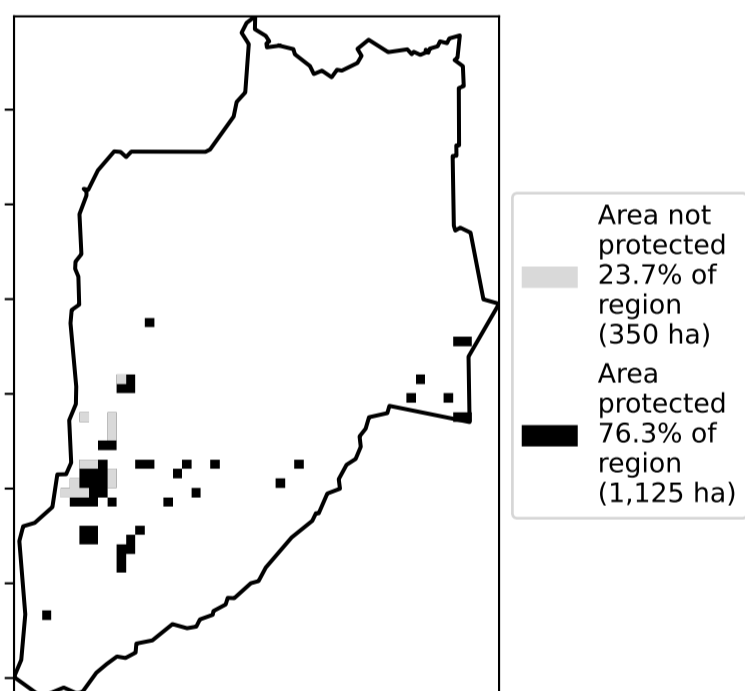 Area not
protected
23.7% of
region
(350 ha)
Area
protected
76.3% of
region
(1,125 ha)